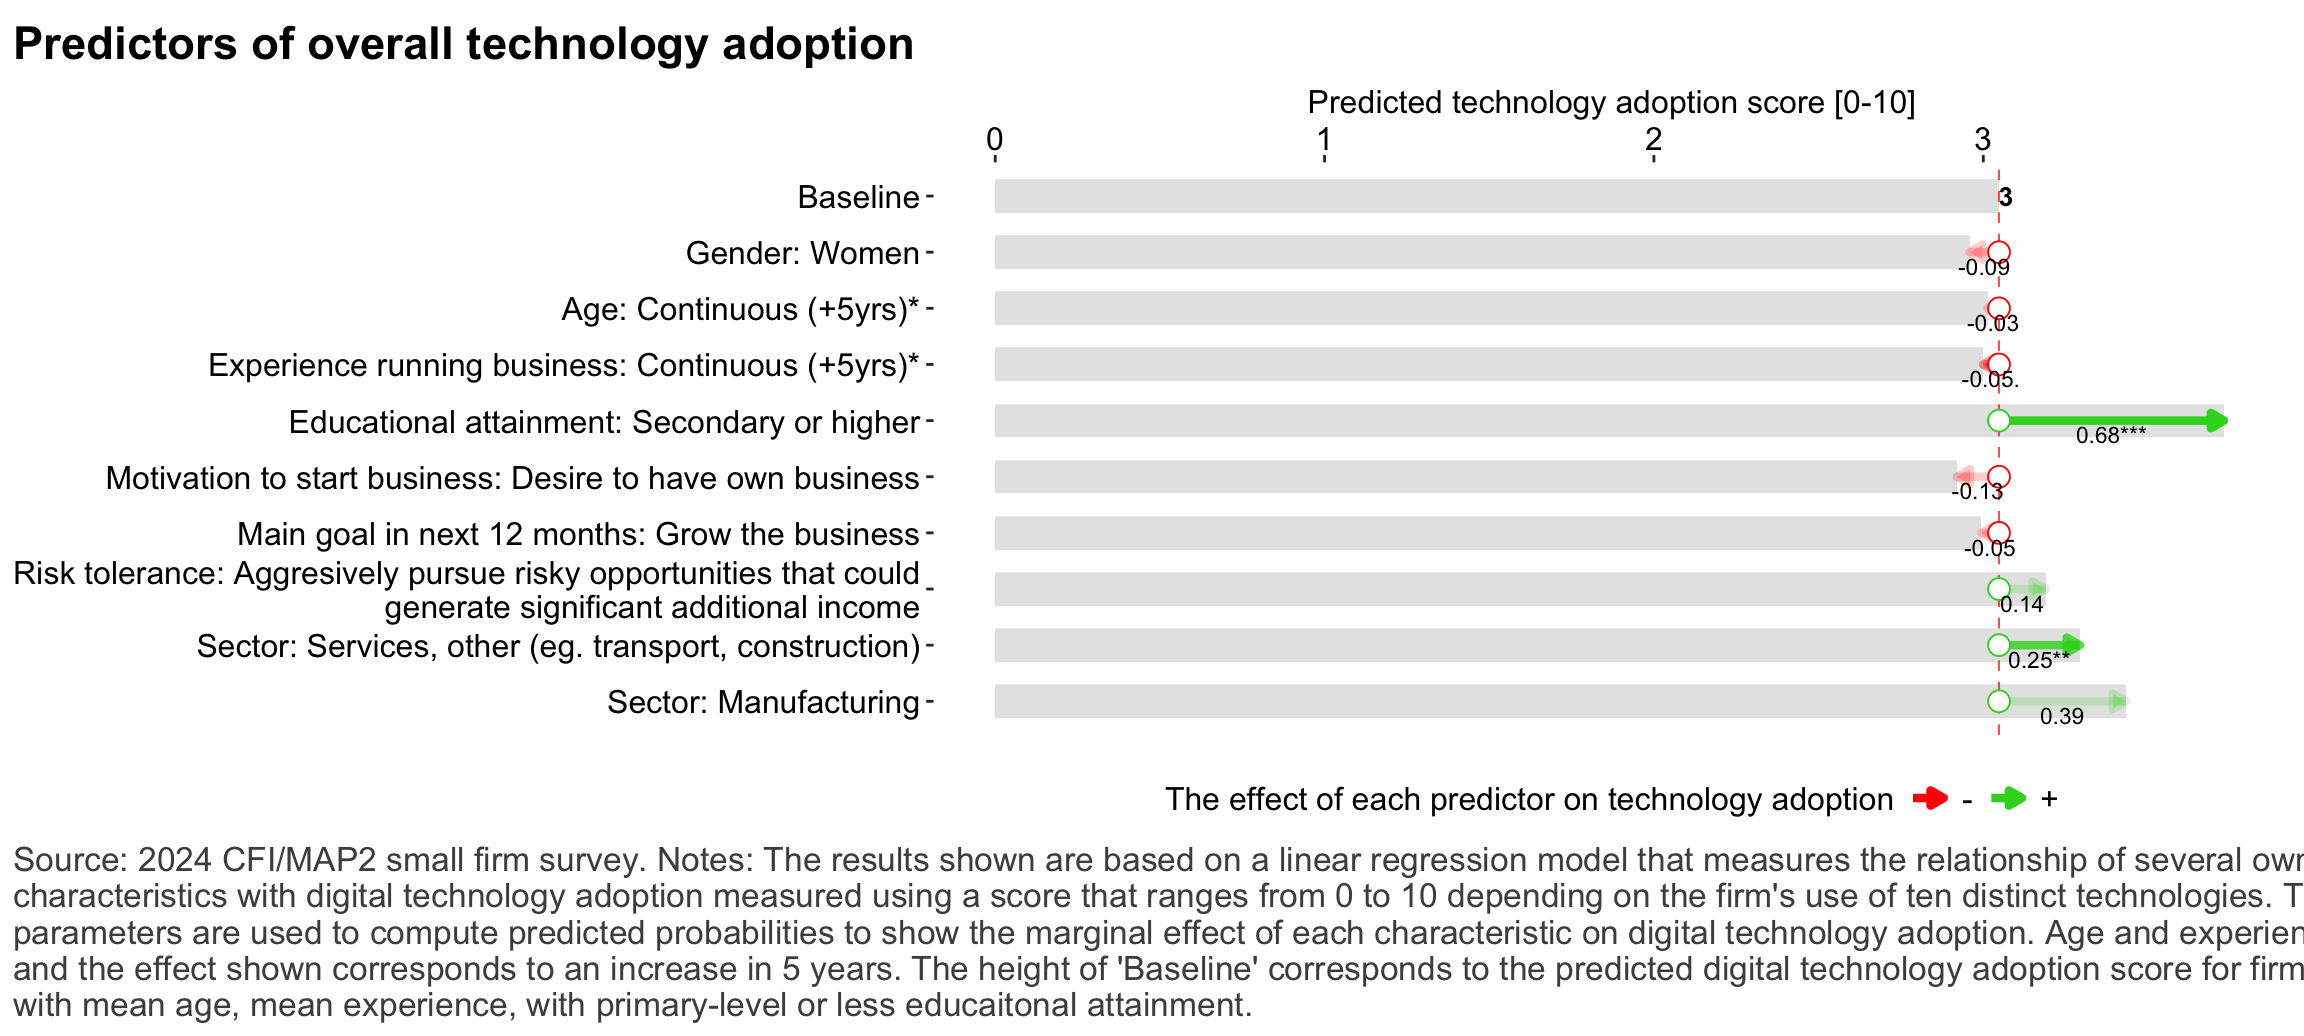 Predictors of overall technology adoption
Predicted technology adoption score [0-10]
0 1 2 3
Baseline 3
Gender: Women -0.09
Age: Continuous (+5yrs)* -0.03
Experience running business: Continuous (+5yrs)* -0.05.
Educational attainment: Secondary or higher 0.68***
Motivation to start business: Desire to have own business -0.13
Main goal in next 12 months: Grow the business -0.05
Risk tolerance: Aggresively pursue risky opportunities that could
generate significant additional income 0.14
Sector: Services, other (eg. transport, construction) 0.25**
Sector: Manufacturing 0.39
The effect of each predictor on technology adoption - +
Source: 2024 CFI/MAP2 small firm survey. Notes: The results shown are based on a linear regression model that measures the relationship of several
characteristics with digital technology adoption measured using a score that ranges from 0 to 10 depending on the firm's use of ten distinct technologies.
parameters are used to compute predicted probabilities to show the marginal effect of each characteristic on digital technology adoption. Age and
and the effect shown corresponds to an increase in 5 years. The height of 'Baseline' corresponds to the predicted digital technology adoption score for
with mean age, mean experience, with primary-level or less educaitonal attainment.